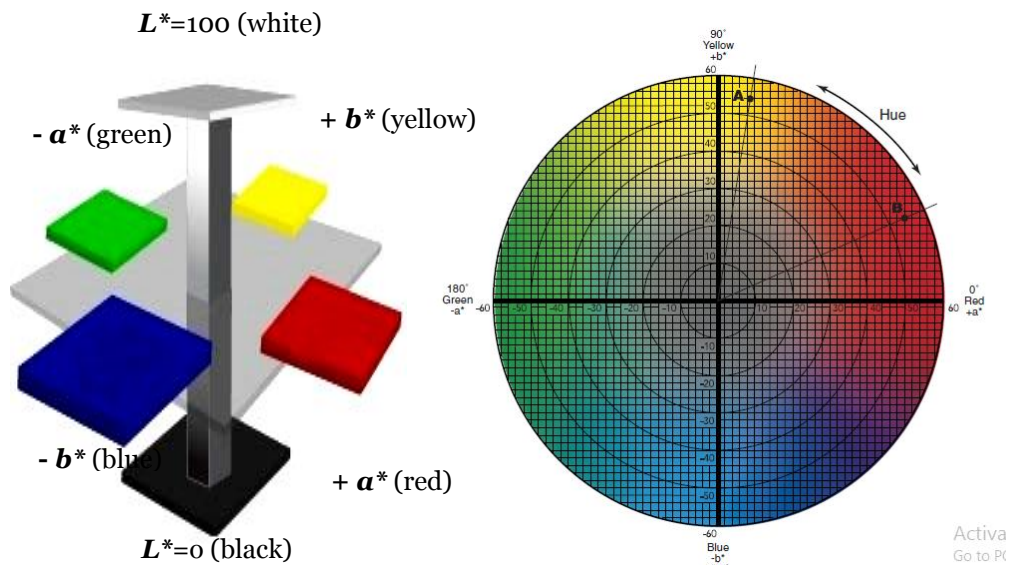 L*=100 (white)
- a* (green)
+ b* (yellow)
- b* (blue)
+ a* (red)
L*=0 (black)
90°
Yellow
+b*
60
A
50
40
30
20
10
Hue
B
180°
Green
-a*
-60
-50
-40
-30
-20
-10
10
20
30
40
50
60
0°
Red
+a*
-10
-20
-30
-40
-50
-60
Blue
-b*
Activa
Go to P